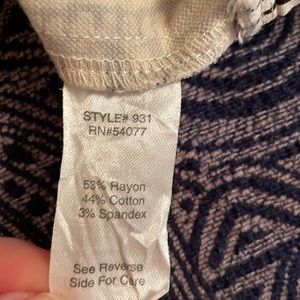 STYLE# 931
RN#54077
53% Rayon
44% Cotton
3% Spandex
See Reverse
Side For Care